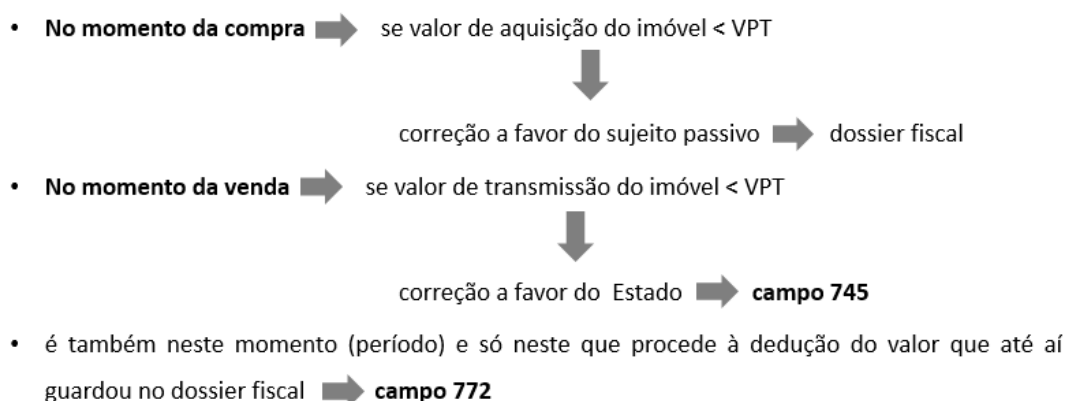 • No momento da compra se valor de aquisição do imóvel < VPT
correção a favor do sujeito passivo dossier fiscal
• No momento da venda se valor de transmissão do imóvel < VPT
correção a favor do Estado campo 745
• é também neste momento (período) e só neste que procede à dedução do valor que até aí
guardou no dossier fiscal campo 772